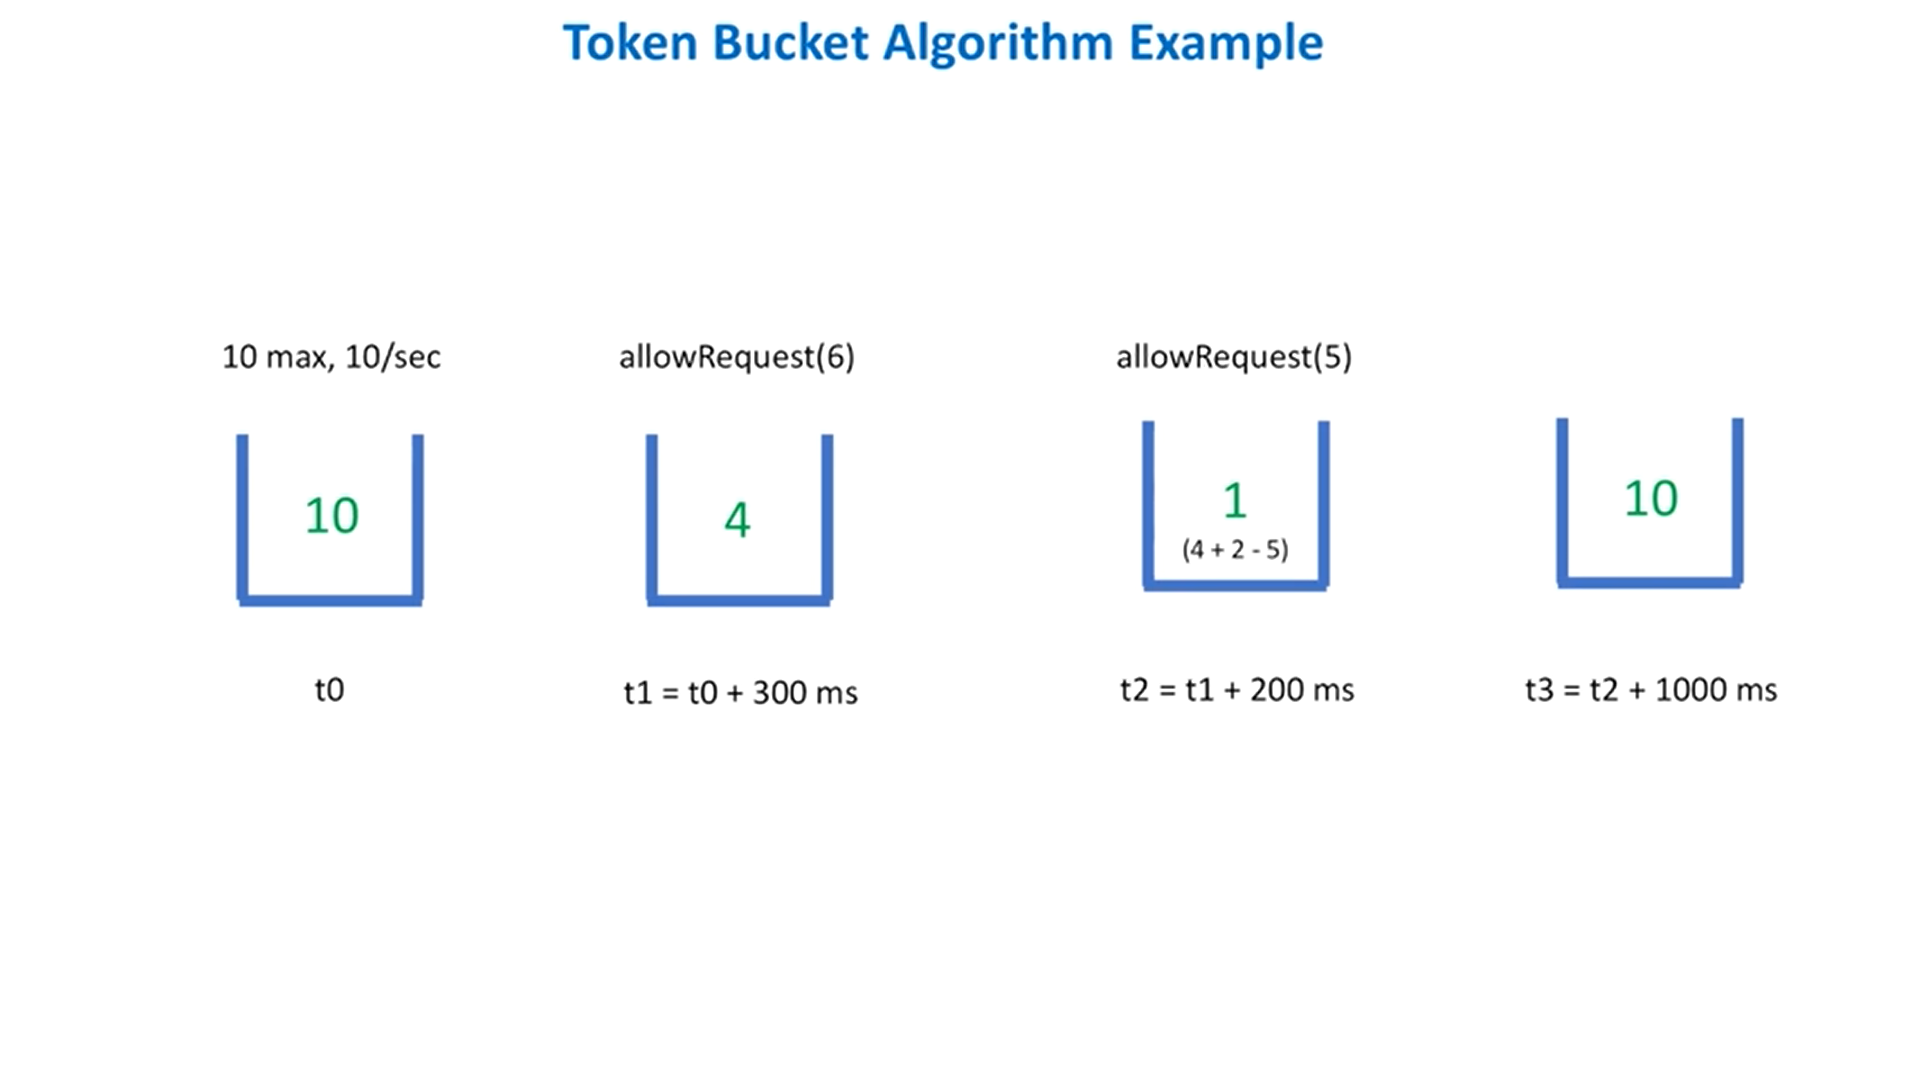 Token Bucket Algorithm Example
10 max, 10/sec
allowRequest(6)
allowRequest(5)
10
4
1
(4 + 2 - 5)
10
t0
t1 = t0 + 300 ms
t2 = t1 + 200 ms
t3 = t2 + 1000 ms